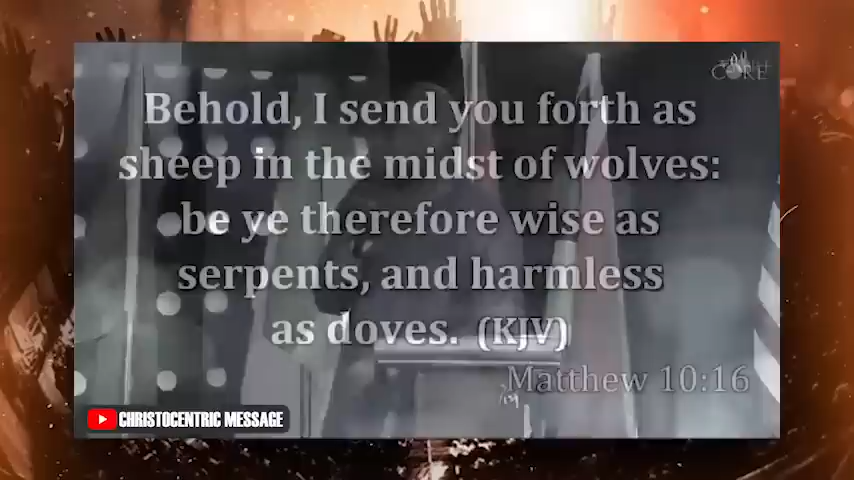 CORE
Behold, I send you forth as
sheep in the midst of wolves:
be ye therefore wise as
serpents, and harmless
as doves. (KJV)
Matthew 10:16
CHRISTOCENTRIC MESSAGE